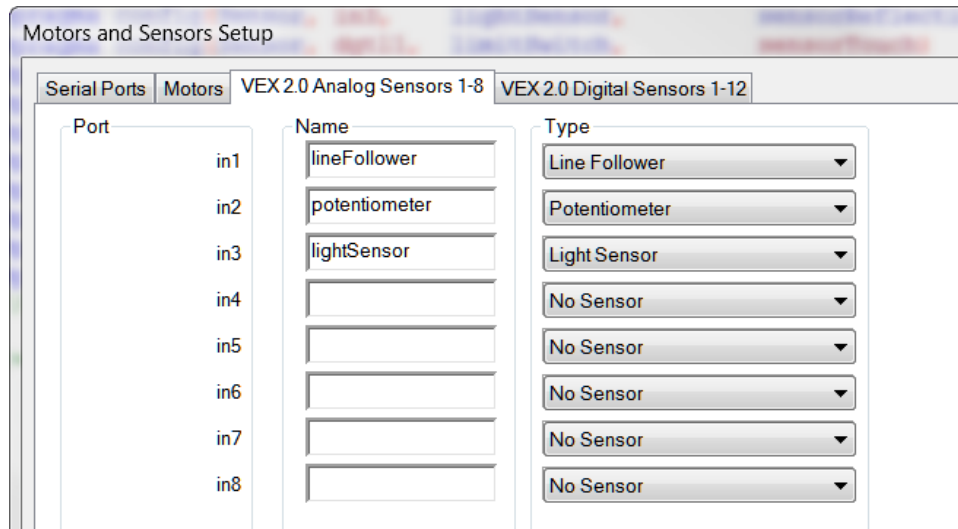 Motors and Sensors Setup
Serial Ports Motors VEX 2.0 Analog Sensors 1-8 VEX 2.0 Digital Sensors 1-12
Port Name Type
in1 lineFollower Line Follower
in2 potentiometer Potentiometer
in3 lightSensor Light Sensor
in4 No Sensor
in5 No Sensor
in6 No Sensor
in7 No Sensor
in8 No Sensor